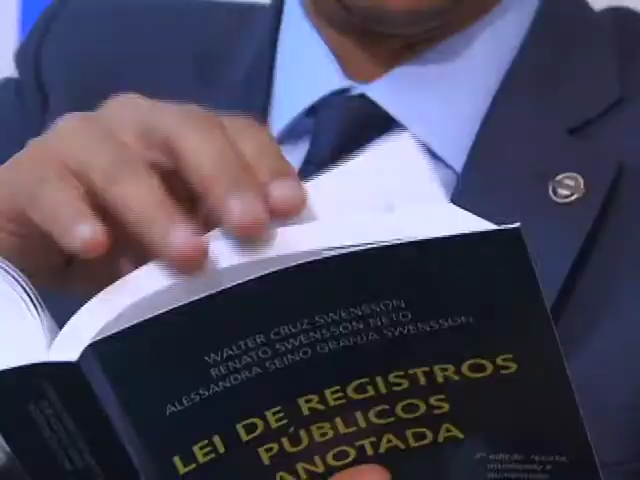 WALTER CRUZ SWENSSON
RENATO SWENSSON NETO
ALESSANDRA SEINO GRANJA SWENSSON
LEI DE REGISTROS
PÚBLICOS
ANOTADA